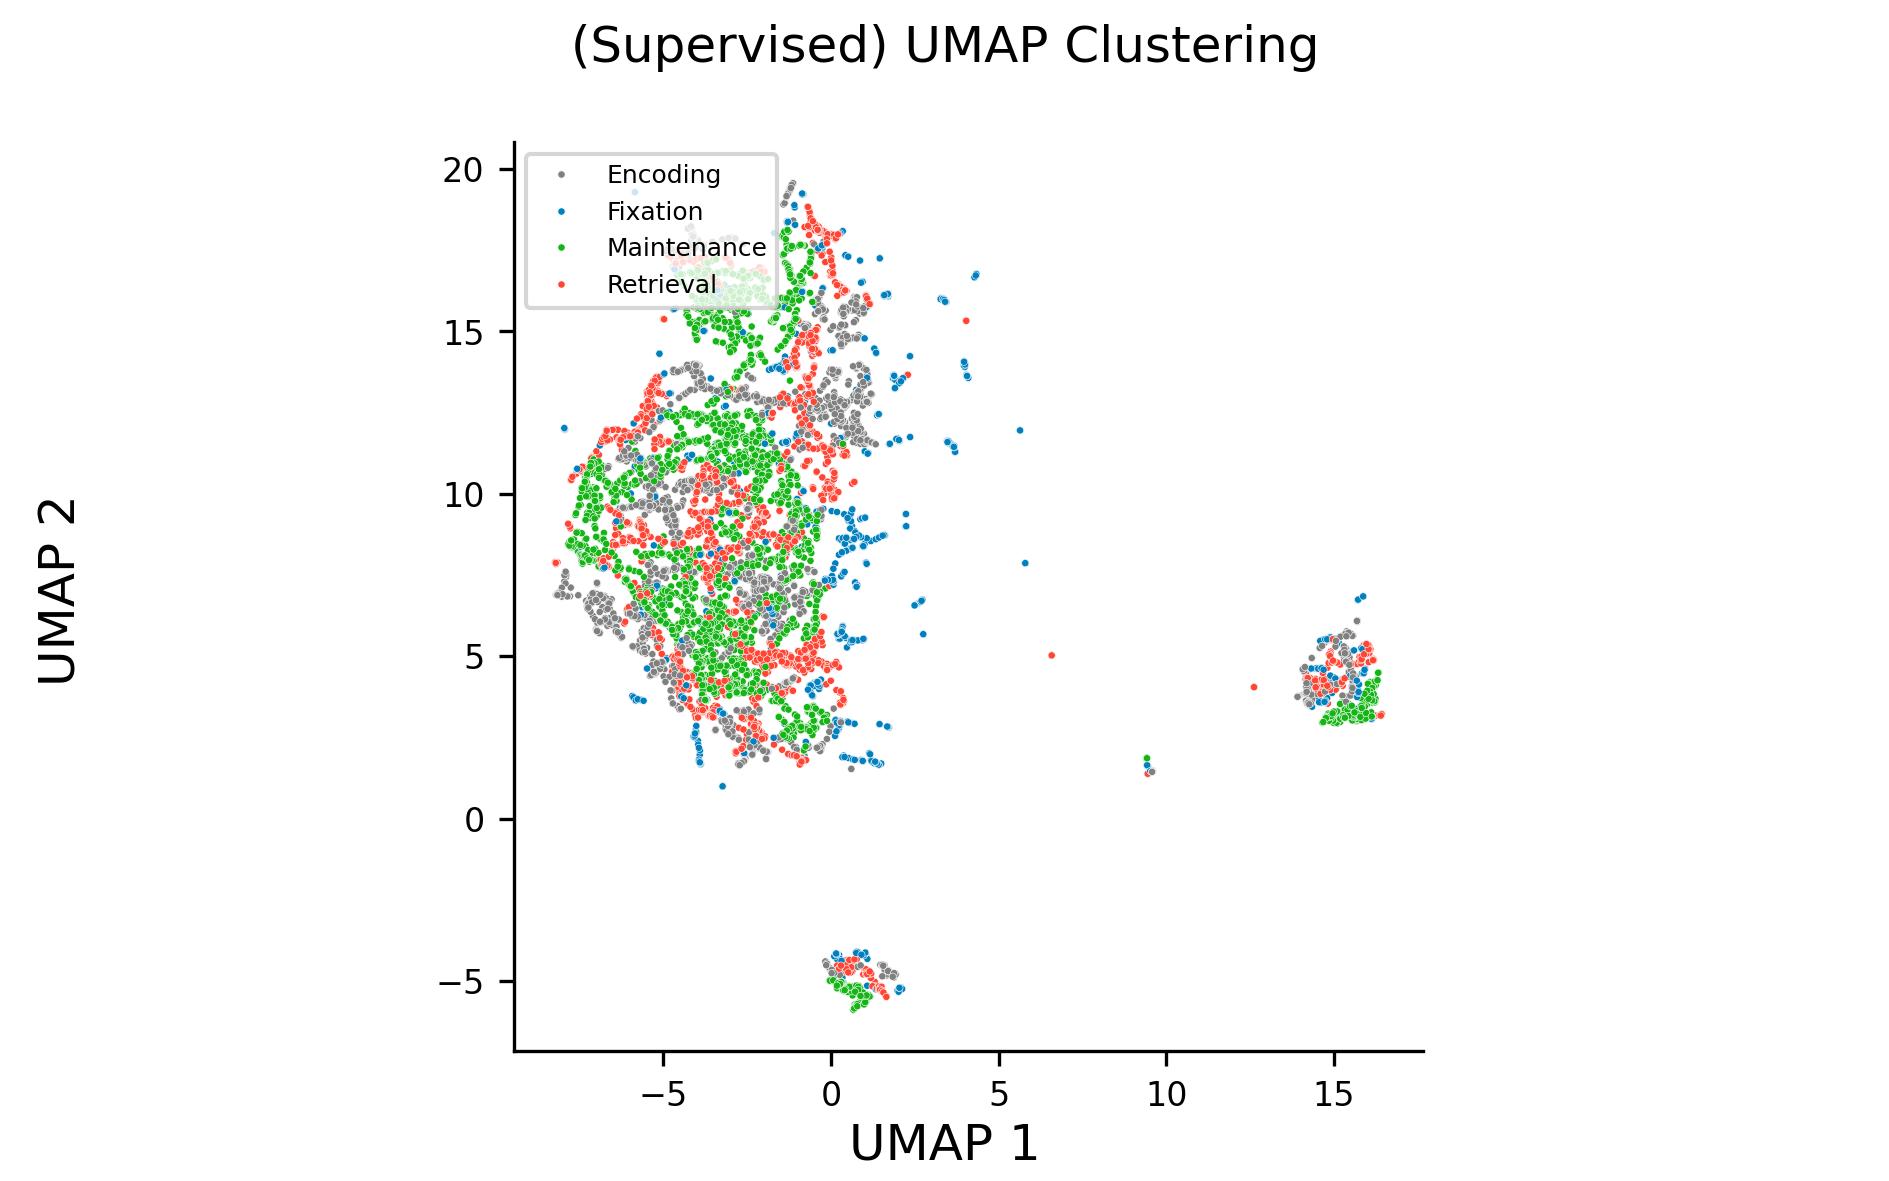 (Supervised) UMAP Clustering
UMAP 2
20
15
10
5
0
−5
Encoding
Fixation
Maintenance
Retrieval
−5 0 5 10 15
UMAP 1